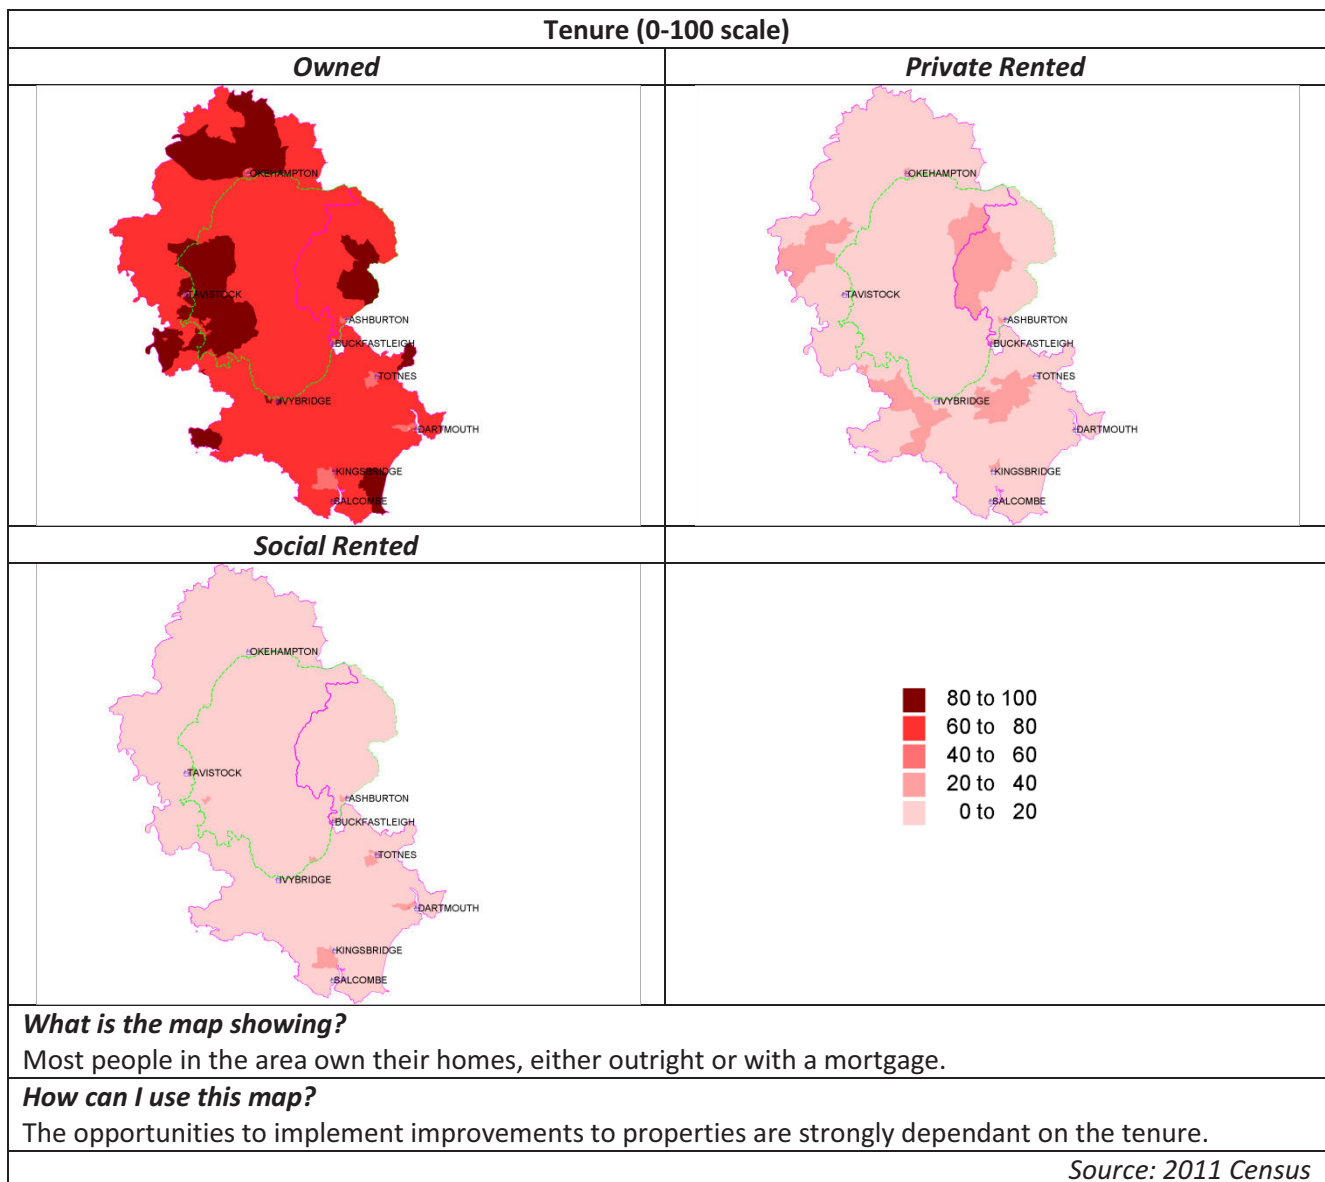 Tenure (0-100 scale)
Owned
Private Rented
OKEHAMPTON
TAVISTOCK
ASHBURTON
BUCKFASTLEIGH
TOTNES
IVYBRIDGE
DARTMOUTH
KINGSBRIDGE
SALCOMBE
OKEHAMPTON
TAVISTOCK
ASHBURTON
BUCKFASTLEIGH
TOTNES
IVYBRIDGE
DARTMOUTH
KINGSBRIDGE
SALCOMBE
Social Rented
OKEHAMPTON
TAVISTOCK
ASHBURTON
BUCKFASTLEIGH
TOTNES
IVYBRIDGE
DARTMOUTH
KINGSBRIDGE
SALCOMBE
80 to 100
60 to 80
40 to 60
20 to 40
0 to 20
What is the map showing?
Most people in the area own their homes, either outright or with a mortgage.
How can I use this map?
The opportunities to implement improvements to properties are strongly dependant on the tenure.
Source: 2011 Census